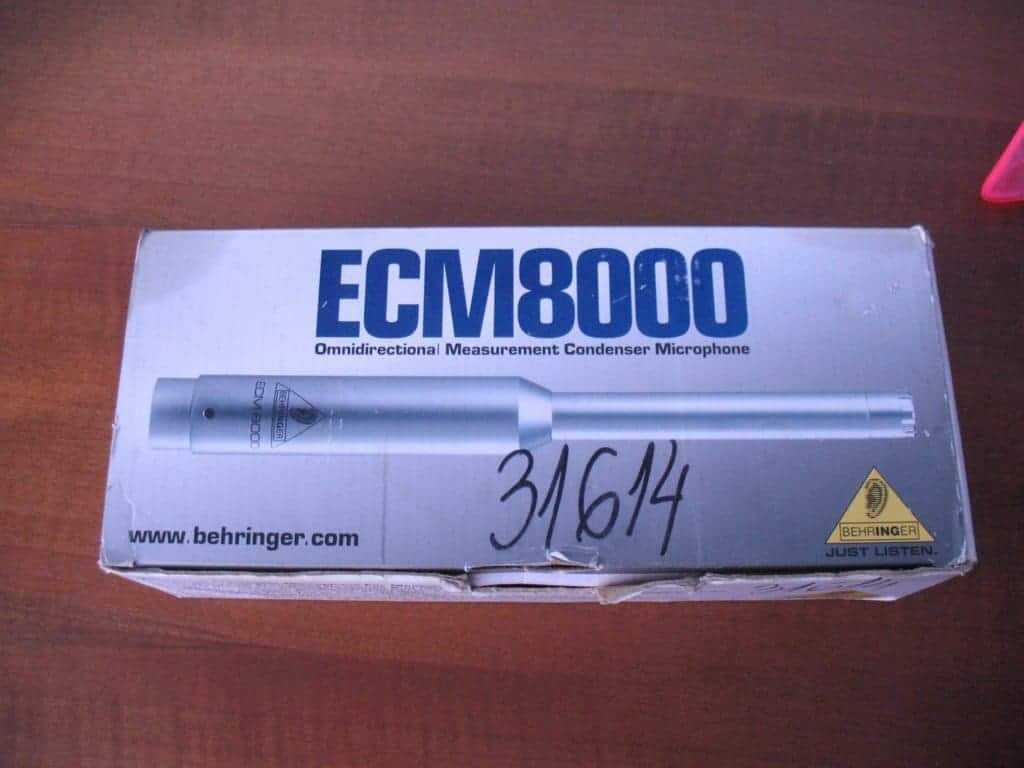 ECM8000
Omnidirectional Measurement Condenser Microphone
ECM8000
BEHRINGER
31614
www.behringer.com
BEHRINGER
JUST LISTEN.